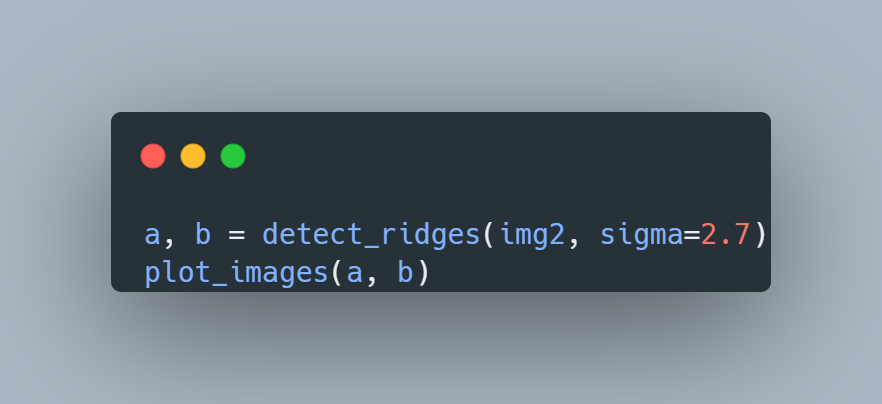 a, b = detect_ridges(img2, sigma=2.7)
plot_images(a, b)